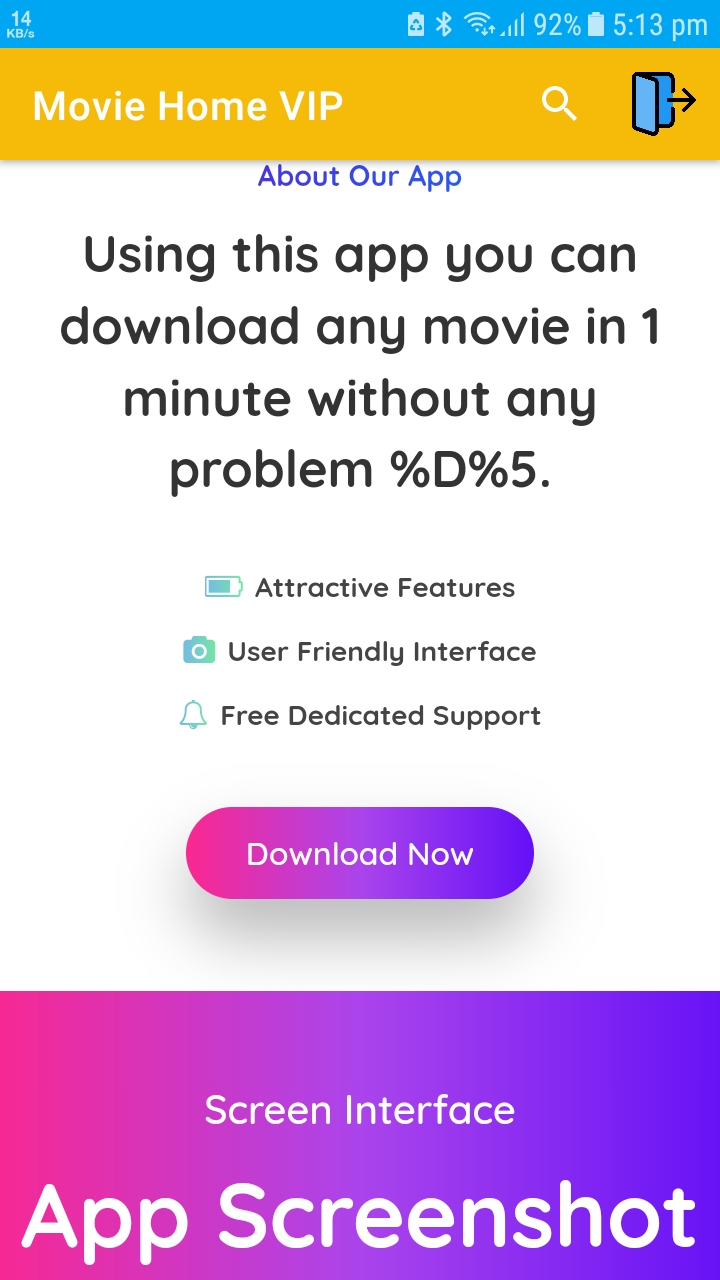 14
KB/s
92% 5:13 pm
Movie Home VIP
About Our App
Using this app you can
download any movie in 1
minute without any
problem %D%5.
Attractive Features
User Friendly Interface
Free Dedicated Support
Download Now
Screen Interface
App Screenshot